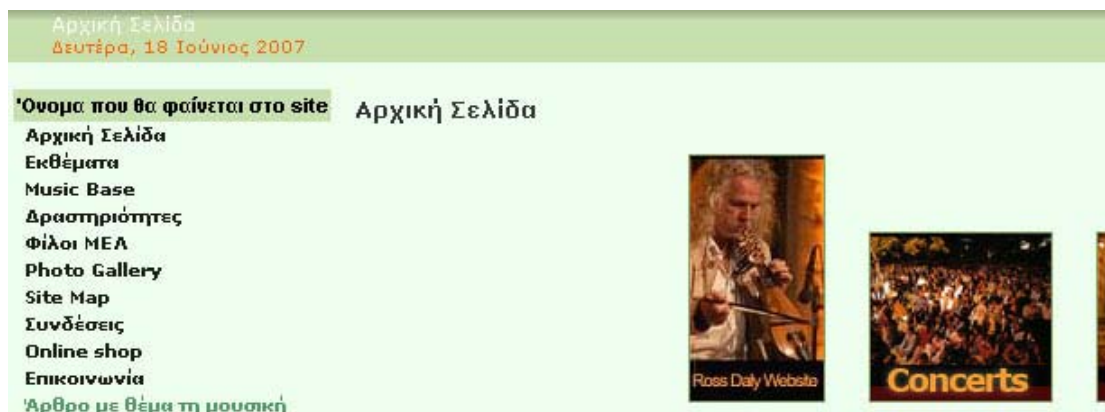 Αρχική Σελίδα
Δευτέρα, 18 Ιούνιος 2007
'Ονομα που θα φαίνεται στο site
Αρχική Σελίδα
Αρχική Σελίδα
Εκθέματα
Music Base
Δραστηριότητες
Φίλοι ΜΕΛ
Photo Gallery
Site Map
Συνδέσεις
Online shop
Επικοινωνία
'Αρθρο με θέμα τη μουσική
Ross Daly Website
Concerts